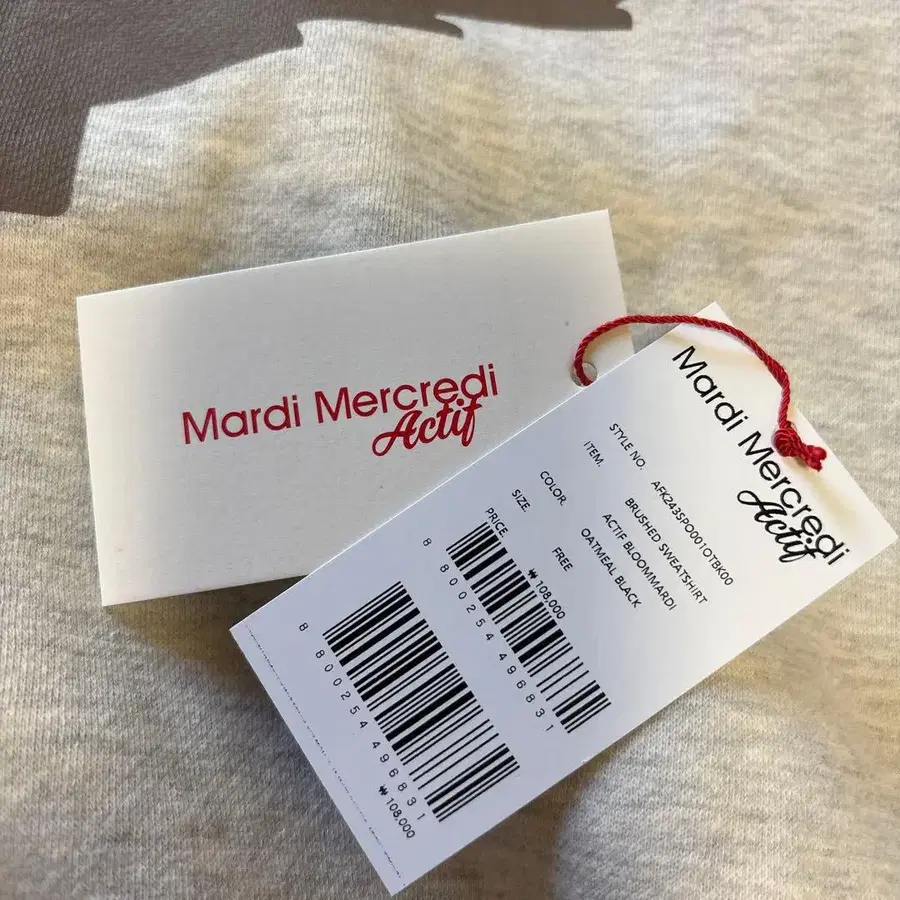 Mardi Mercredi
Actif
Mardi Mercredi
Actif
STYLE NO. AFK243SPO001OTBK00
ITEM. BRUSHED SWEATSHIRT
ACTIF BLOOMMARDI
COLOR. OATMEAL BLACK
SIZE. FREE
PRICE. ₩ 108,000
8 800254 496831
8 800254 496831
₩ 108,000